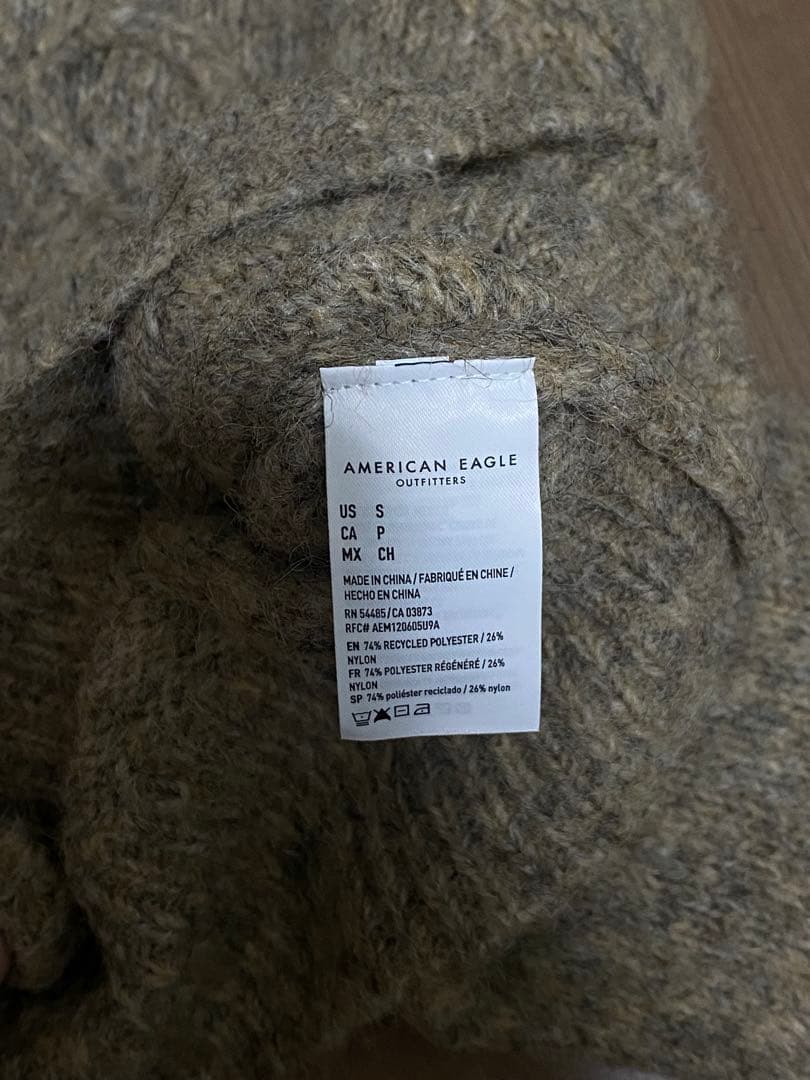 AMERICAN EAGLE
OUTFITTERS
US S
CA P
MX CH
MADE IN CHINA / FABRIQUÉ EN CHINE /
HECHO EN CHINA
RN 54485 / CA 03873
RFC# AEM120605U9A
EN 74% RECYCLED POLYESTER / 26%
NYLON
FR 74% POLYESTER RÉGÉNÉRÉ / 26%
NYLON
SP 74% poliéster reciclado / 26% nylon